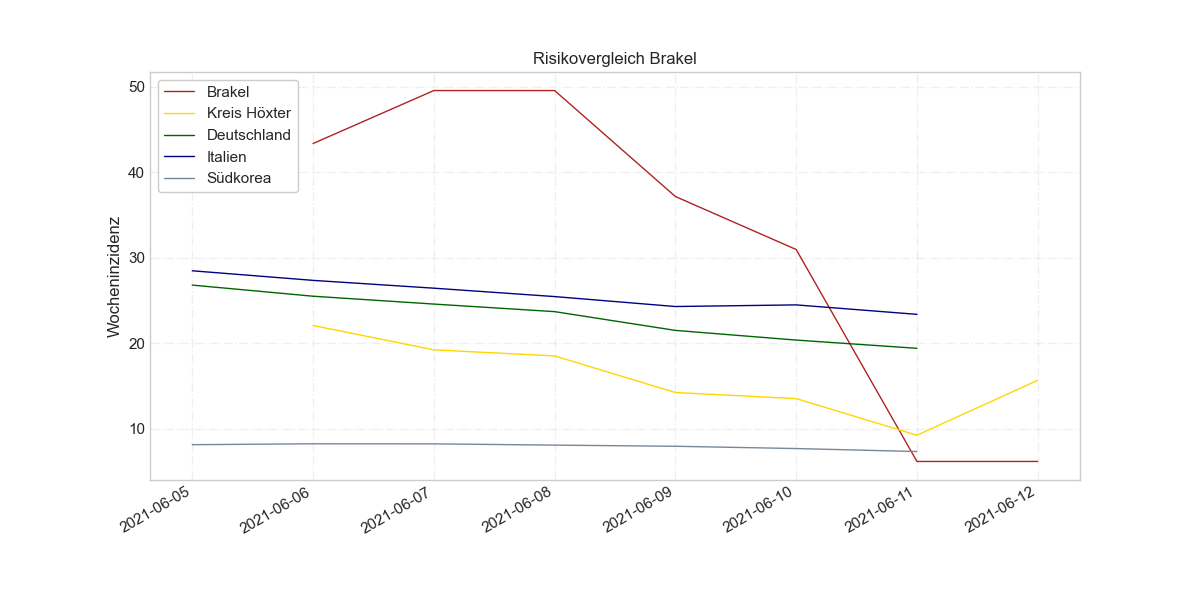 Risikovergleich Brakel
Brakel
Kreis Höxter
Deutschland
Italien
Südkorea
Wocheninzidenz
50
40
30
20
10
2021-06-05
2021-06-06
2021-06-07
2021-06-08
2021-06-09
2021-06-10
2021-06-11
2021-06-12